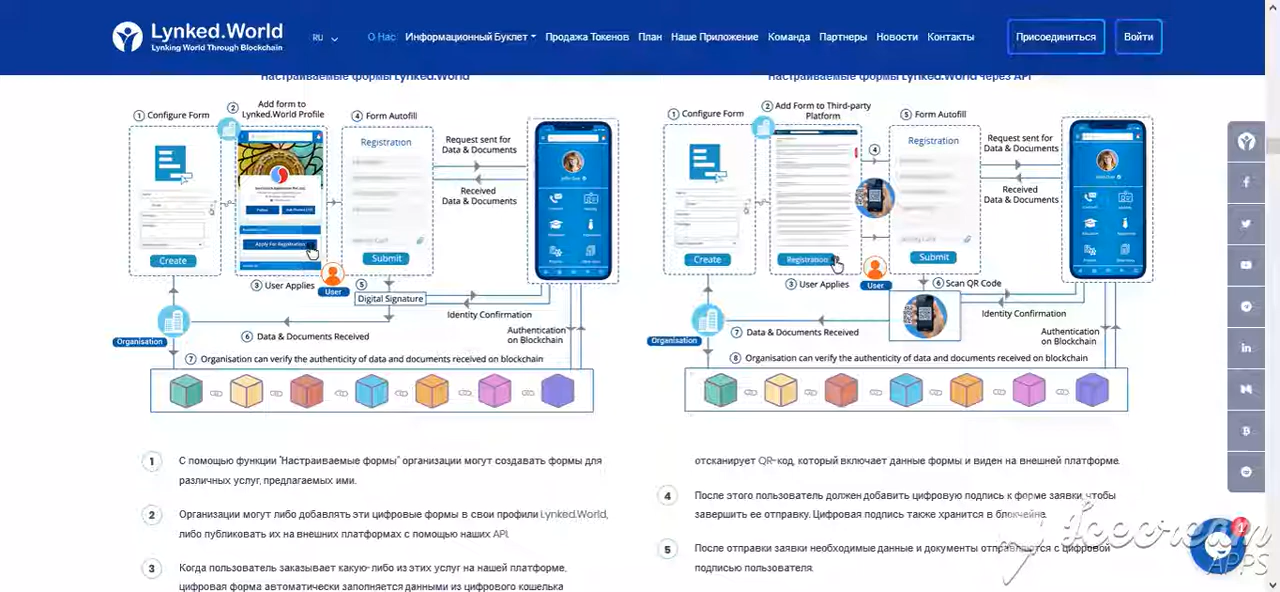 Lynked.World
Lynking World Through Blockchain
RU
О Нас
Информационный Буклет
Продажа Токенов
План
Наше Приложение
Команда
Партнеры
Новости
Контакты
Присоединиться
Войти
Настраиваемые формы Lynked.World
1 Configure Form
2 Add form to
Lynked.World Profile
4 Form Autofill
Registration
Request sent for
Data & Documents
Received
Data & Documents
Apply For Registration
Create
Submit
3 User Applies
User
5
Digital Signature
Identity Confirmation
Organisation
6 Data & Documents Received
Authentication
on Blockchain
7 Organisation can verify the authenticity of data and documents received on blockchain
Настраиваемые формы Lynked.World через API
1 Configure Form
2 Add Form to Third-party
Platform
5 Form Autofill
4
Registration
Request sent for
Data & Documents
Received
Data & Documents
Create
Registration
Submit
3 User Applies
User
6 Scan QR Code
Identity Confirmation
Organisation
7 Data & Documents Received
Authentication
on Blockchain
8 Organisation can verify the authenticity of data and documents received on blockchain
1 С помощью функции "Настраиваемые формы" организации могут создавать формы для
различных услуг, предлагаемых ими.
2 Организации могут либо добавлять эти цифровые формы в свои профили Lynked.World,
либо публиковать их на внешних платформах с помощью наших API.
3 Когда пользователь заказывает какую-либо из этих услуг на нашей платформе,
цифровая форма автоматически заполняется данными из цифрового кошелька
отсканирует QR-код, который включает данные формы и виден на внешней платформе.
4 После этого пользователь должен добавить цифровую подпись к форме заявки, чтобы
завершить ее отправку. Цифровая подпись также хранится в блокчейне.
5 После отправки заявки необходимые данные и документы отправляются с цифровой
подписью пользователя.
1
Icecream
APPS